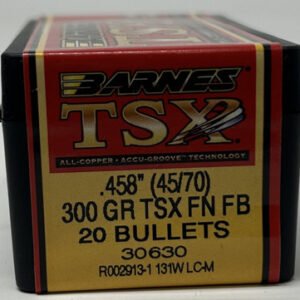 BARNES
TSX
ALL-COPPER • ACCU-GROOVE™ TECHNOLOGY
.458" (45/70)
300 GR TSX FN FB
20 BULLETS
30630
R002913-1 131W LC-M